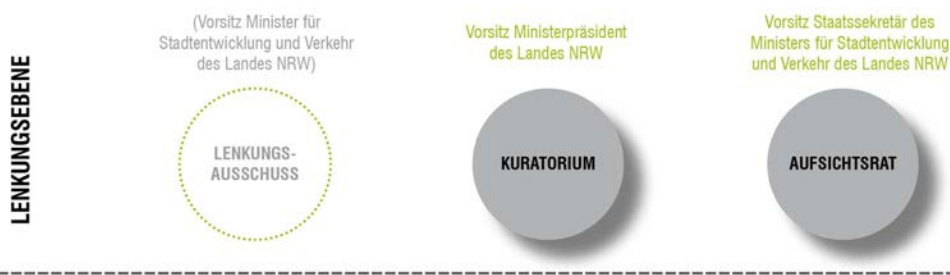 LENKUNGSEBENE
(Vorsitz Minister für
Stadtentwicklung und Verkehr
des Landes NRW)
LENKUNGS-
AUSSCHUSS
Vorsitz Ministerpräsident
des Landes NRW
KURATORIUM
Vorsitz Staatssekretär des
Ministers für Stadtentwicklung
und Verkehr des Landes NRW
AUFSICHTSRAT